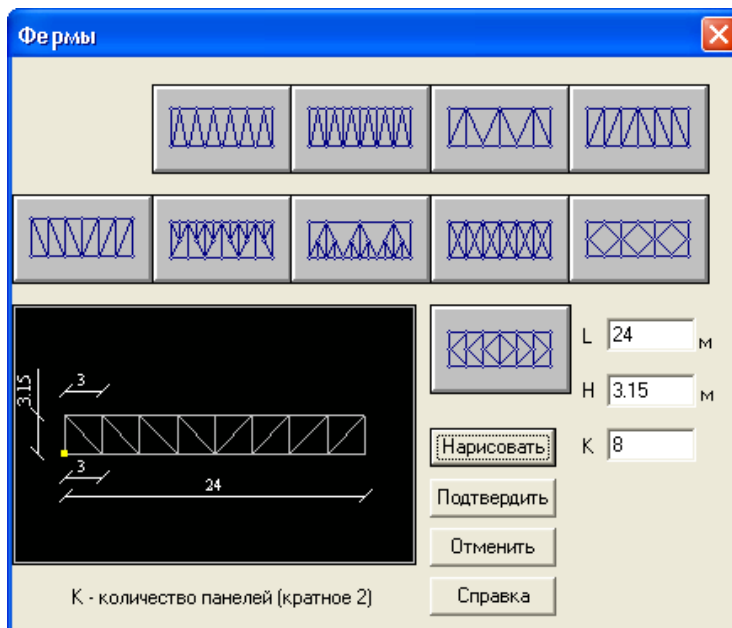 Фермы
L 24 м
H 3.15 м
K 8
3.15
3
3
24
Нарисовать
Подтвердить
Отменить
Справка
K - количество панелей (кратное 2)